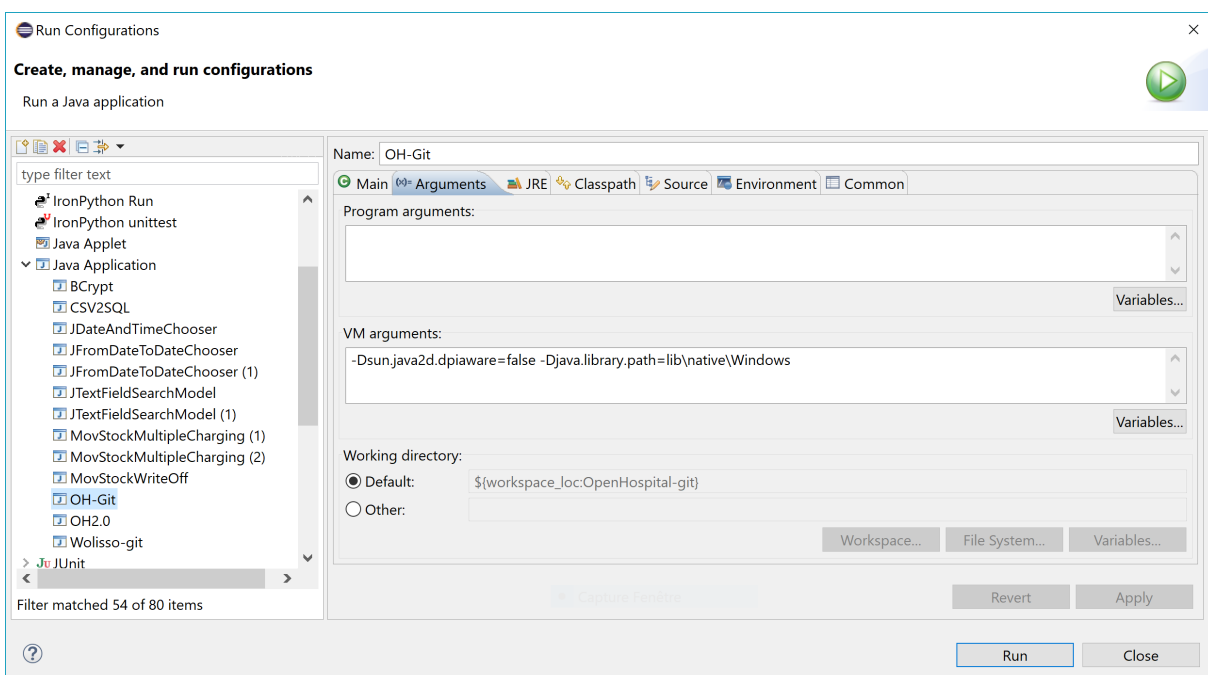 Run Configurations
Create, manage, and run configurations
Run a Java application
type filter text
IronPython Run
IronPython unittest
Java Applet
Java Application
BCrypt
CSV2SQL
JDateAndTimeChooser
JFromDateToDateChooser
JFromDateToDateChooser (1)
JTextFieldSearchModel
JTextFieldSearchModel (1)
MovStockMultipleCharging (1)
MovStockMultipleCharging (2)
MovStockWriteOff
OH-Git
OH2.0
Wolisso-git
JUnit
Filter matched 54 of 80 items
Name: OH-Git
Main (x)= Arguments JRE Classpath Source Environment Common
Program arguments:
Variables...
VM arguments:
-Dsun.java2d.dpiaware=false -Djava.library.path=lib\native\Windows
Variables...
Working directory:
Default: ${workspace_loc:OpenHospital-git}
Other:
Workspace... File System... Variables...
Capture Fenêtre
Revert Apply
Run Close